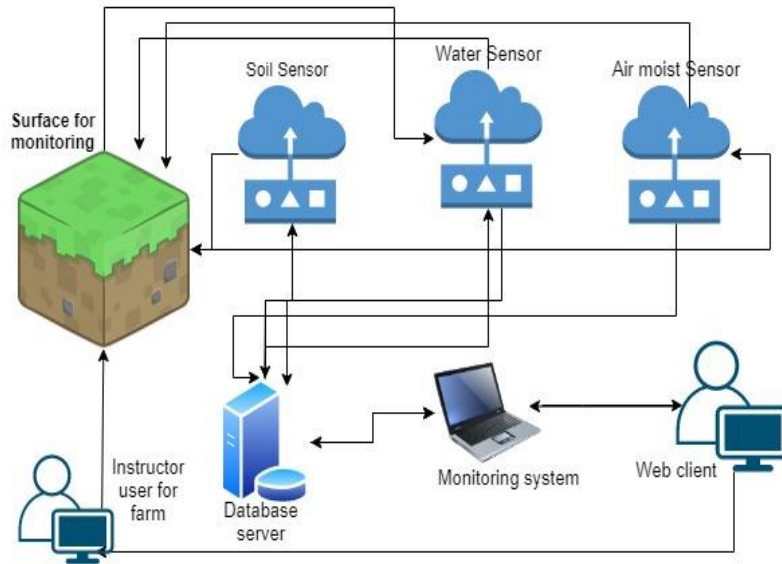 Soil Sensor
Water Sensor
Air moist Sensor
Surface for
monitoring
Instructor
user for
farm
Database
server
Monitoring system
Web client